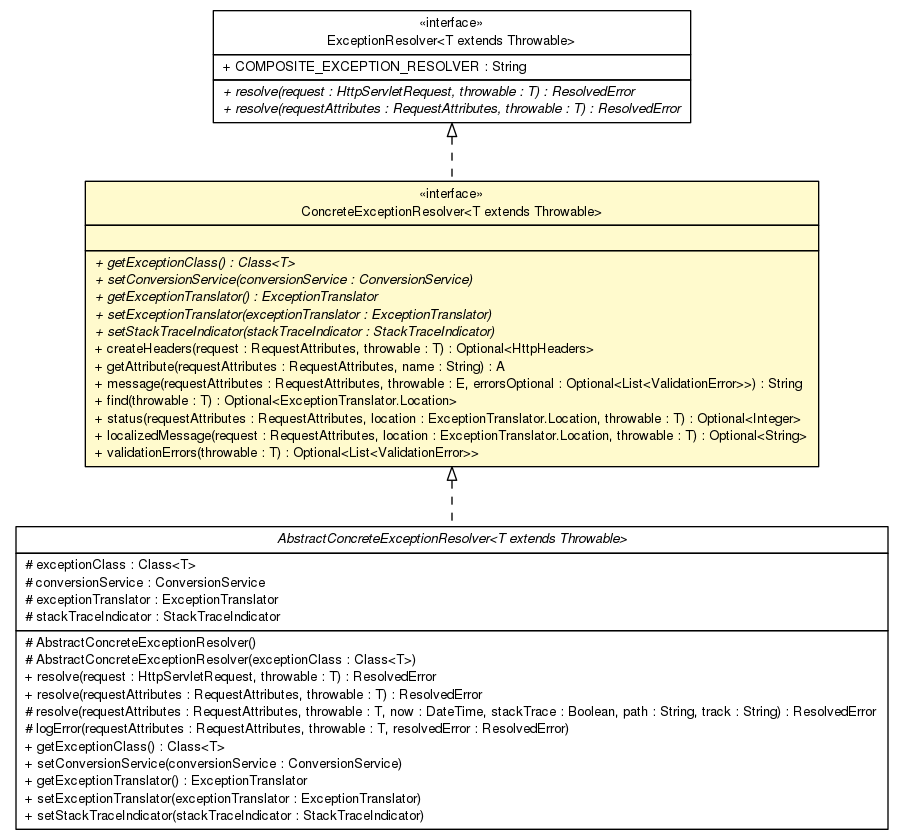 «interface»
ExceptionResolver<T extends Throwable>
+ COMPOSITE_EXCEPTION_RESOLVER : String
+ resolve(request : HttpServletRequest, throwable : T) : ResolvedError
+ resolve(requestAttributes : RequestAttributes, throwable : T) : ResolvedError
«interface»
ConcreteExceptionResolver<T extends Throwable>
+ getExceptionClass() : Class<T>
+ setConversionService(conversionService : ConversionService)
+ getExceptionTranslator() : ExceptionTranslator
+ setExceptionTranslator(exceptionTranslator : ExceptionTranslator)
+ setStackTraceIndicator(stackTraceIndicator : StackTraceIndicator)
+ createHeaders(request : RequestAttributes, throwable : T) : Optional<HttpHeaders>
+ getAttribute(requestAttributes : RequestAttributes, name : String) : A
+ message(requestAttributes : RequestAttributes, throwable : E, errorsOptional : Optional<List<ValidationError>>) : String
+ find(throwable : T) : Optional<ExceptionTranslator.Location>
+ status(requestAttributes : RequestAttributes, location : ExceptionTranslator.Location, throwable : T) : Optional<Integer>
+ localizedMessage(request : RequestAttributes, location : ExceptionTranslator.Location, throwable : T) : Optional<String>
+ validationErrors(throwable : T) : Optional<List<ValidationError>>
AbstractConcreteExceptionResolver<T extends Throwable>
# exceptionClass : Class<T>
# conversionService : ConversionService
# exceptionTranslator : ExceptionTranslator
# stackTraceIndicator : StackTraceIndicator
# AbstractConcreteExceptionResolver()
# AbstractConcreteExceptionResolver(exceptionClass : Class<T>)
+ resolve(request : HttpServletRequest, throwable : T) : ResolvedError
+ resolve(requestAttributes : RequestAttributes, throwable : T) : ResolvedError
# resolve(requestAttributes : RequestAttributes, throwable : T, now : DateTime, stackTrace : Boolean, path : String, track : String) : ResolvedError
# logError(requestAttributes : RequestAttributes, throwable : T, resolvedError : ResolvedError)
+ getExceptionClass() : Class<T>
+ setConversionService(conversionService : ConversionService)
+ getExceptionTranslator() : ExceptionTranslator
+ setExceptionTranslator(exceptionTranslator : ExceptionTranslator)
+ setStackTraceIndicator(stackTraceIndicator : StackTraceIndicator)